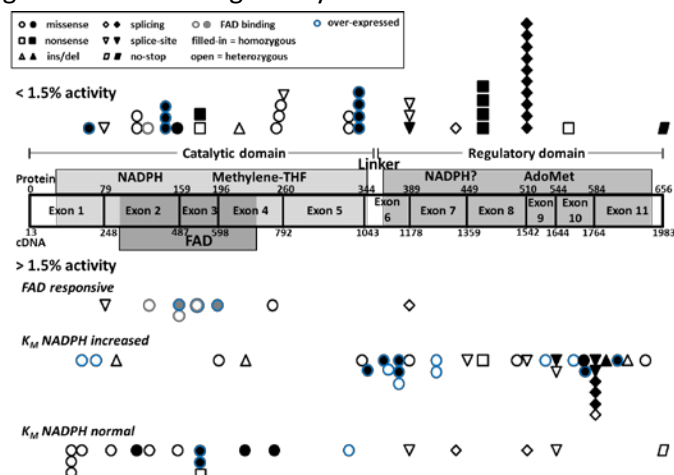 missense splicing FAD binding over-expressed
nonsense splice-site filled-in = homozygous
ins/del no-stop open = heterozygous
< 1.5% activity
Catalytic domain Regulatory domain
Linker
Protein NADPH Methylene-THF NADPH? AdoMet
0 79 159 196 260 344 389 449 510 544 584 656
Exon 1 Exon 2 Exon 3 Exon 4 Exon 5 Exon 6 Exon 7 Exon 8 Exon 9 Exon 10 Exon 11
13 248 487 598 792 1043 1178 1359 1542 1644 1764 1983
cDNA FAD
> 1.5% activity
FAD responsive
KM NADPH increased
KM NADPH normal